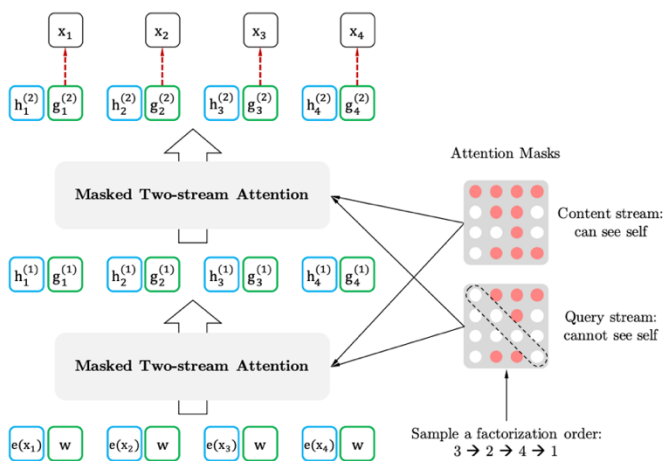 x₁ x₂ x₃ x₄
h₁⁽²⁾ g₁⁽²⁾ h₂⁽²⁾ g₂⁽²⁾ h₃⁽²⁾ g₃⁽²⁾ h₄⁽²⁾ g₄⁽²⁾
Attention Masks
Masked Two-stream Attention
Content stream:
can see self
h₁⁽¹⁾ g₁⁽¹⁾ h₂⁽¹⁾ g₂⁽¹⁾ h₃⁽¹⁾ g₃⁽¹⁾ h₄⁽¹⁾ g₄⁽¹⁾
Query stream:
cannot see self
Masked Two-stream Attention
e(x₁) w e(x₂) w e(x₃) w e(x₄) w
Sample a factorization order:
3 → 2 → 4 → 1